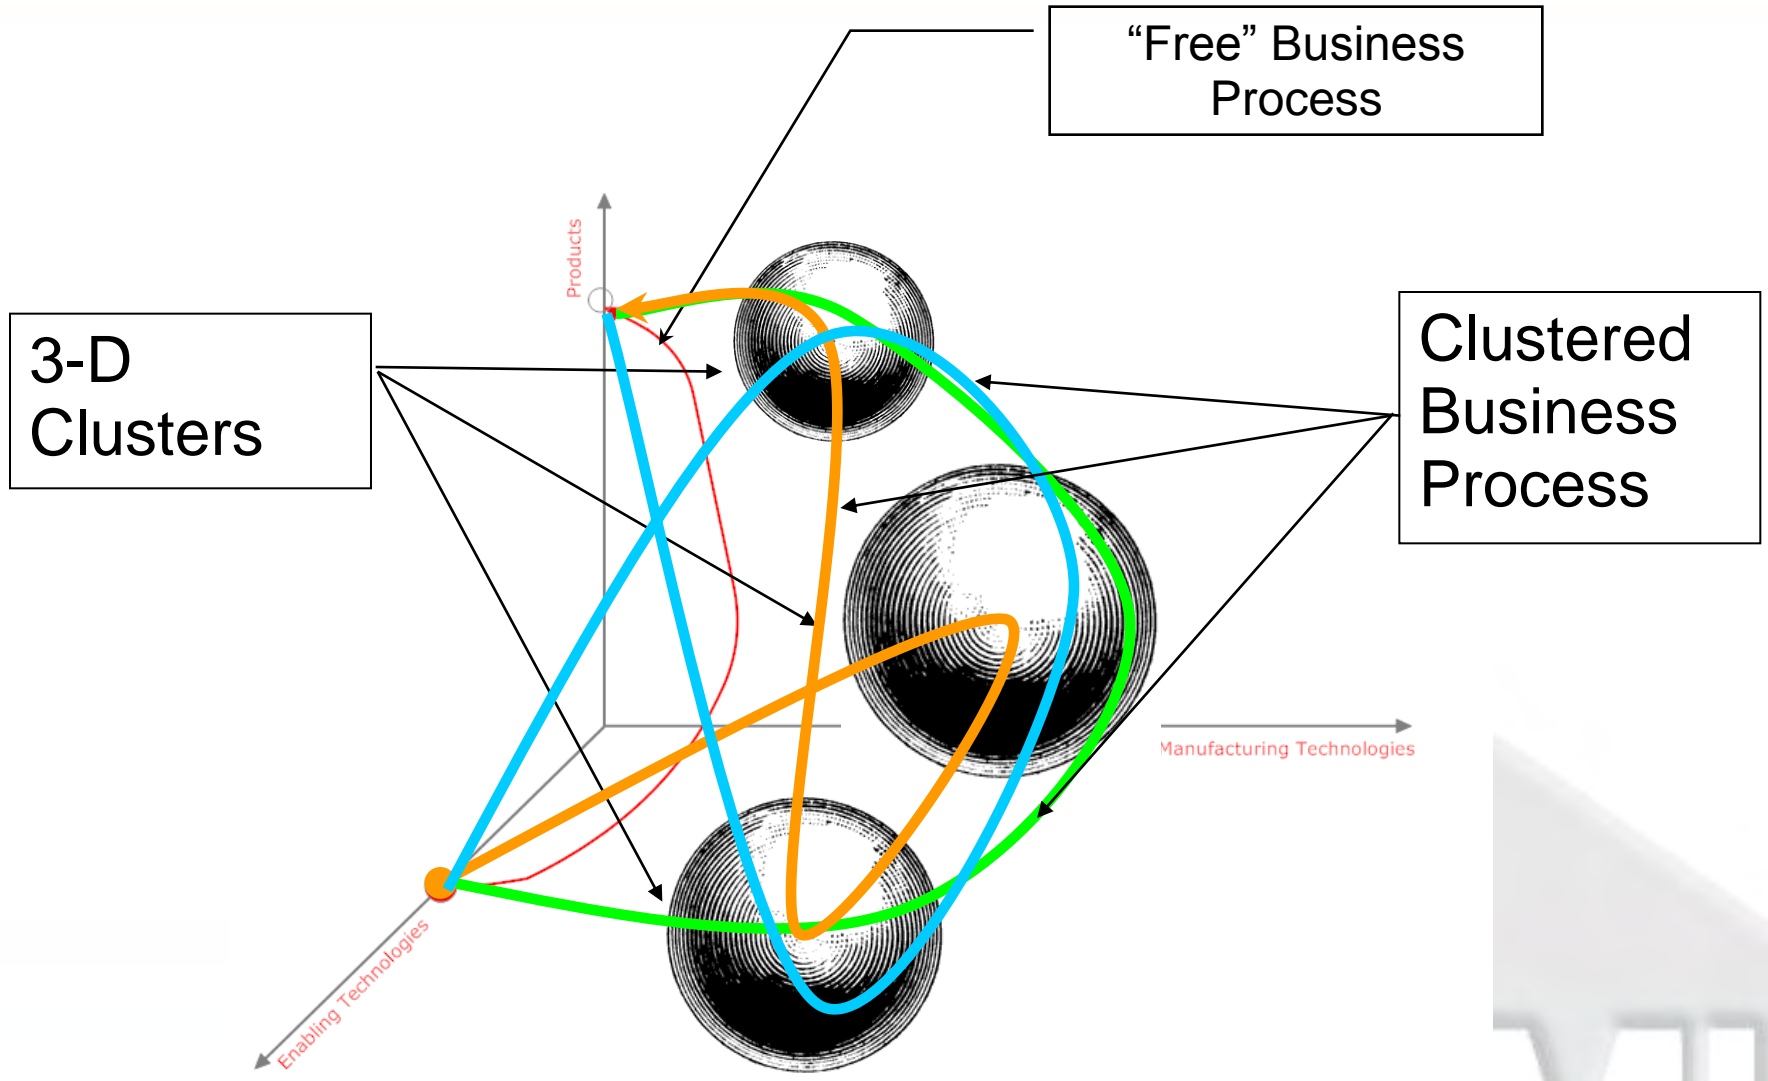 “Free” Business
Process
Products
3-D
Clusters
Clustered
Business
Process
Manufacturing Technologies
Enabling Technologies